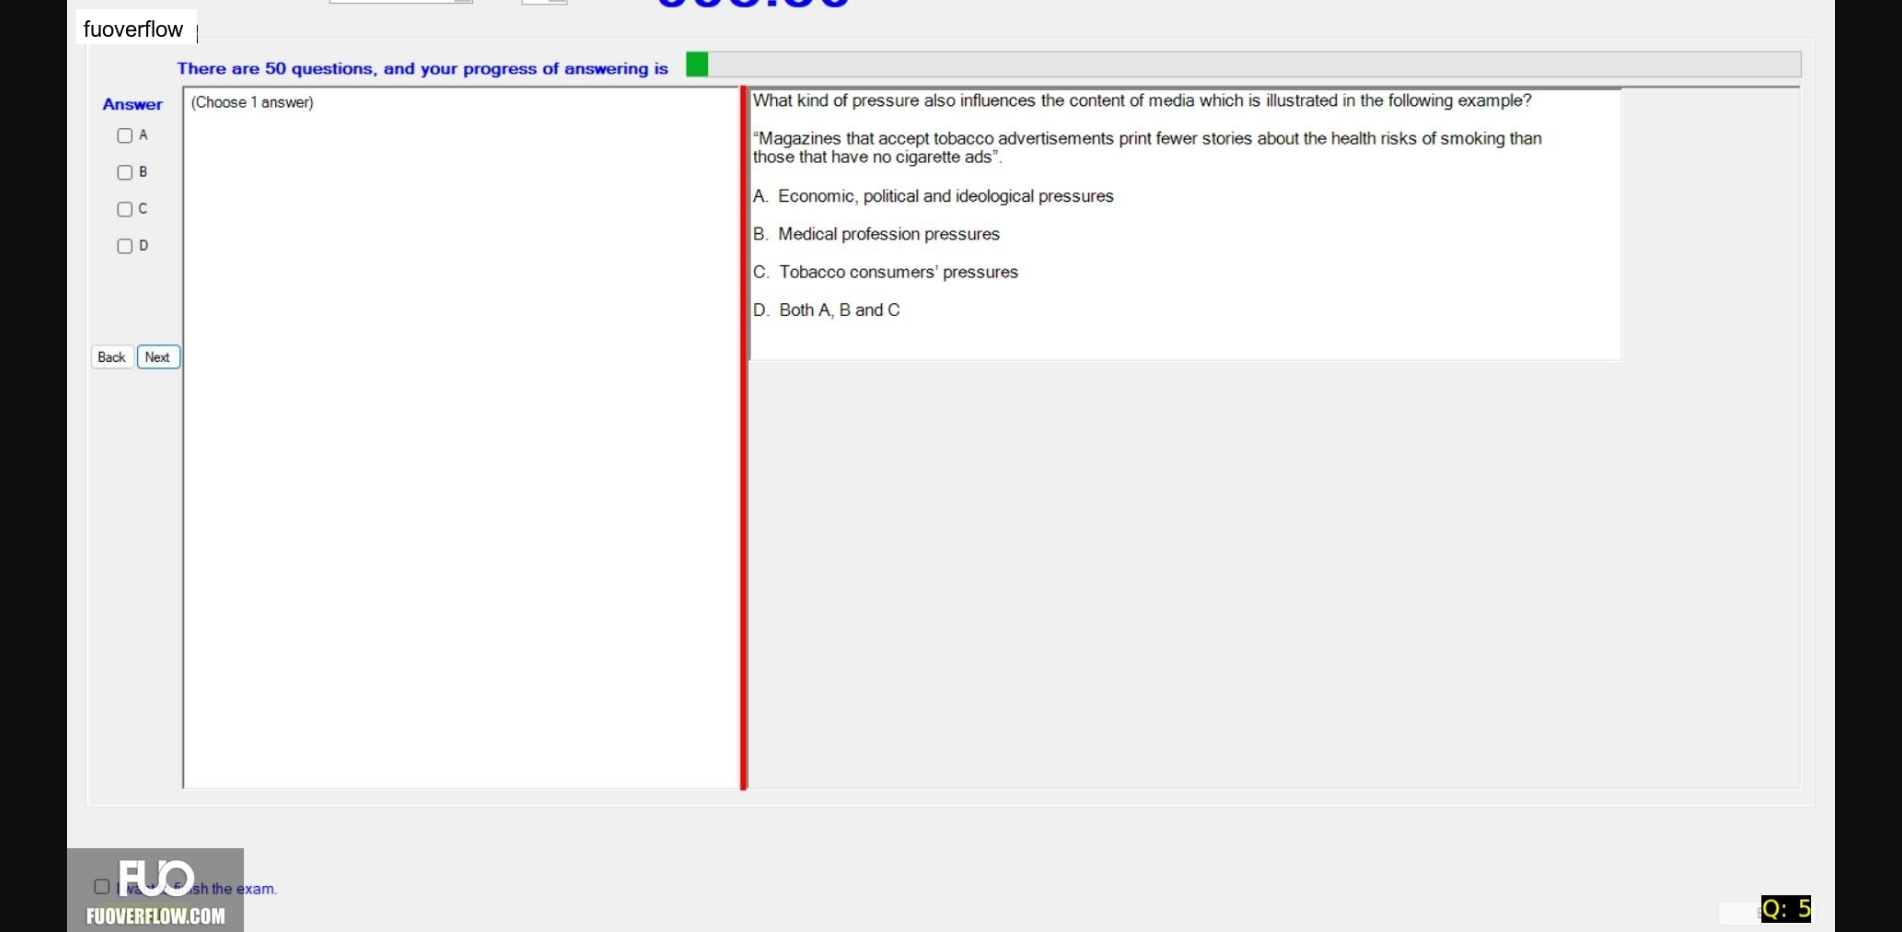 fuoverflow
There are 50 questions, and your progress of answering is
Answer
(Choose 1 answer)
A
B
C
D
Back
Next
What kind of pressure also influences the content of media which is illustrated in the following example?
“Magazines that accept tobacco advertisements print fewer stories about the health risks of smoking than
those that have no cigarette ads”.
A. Economic, political and ideological pressures
B. Medical profession pressures
C. Tobacco consumers' pressures
D. Both A, B and C
FUO
sh the exam.
FUOVERFLOW.COM
Q: 5